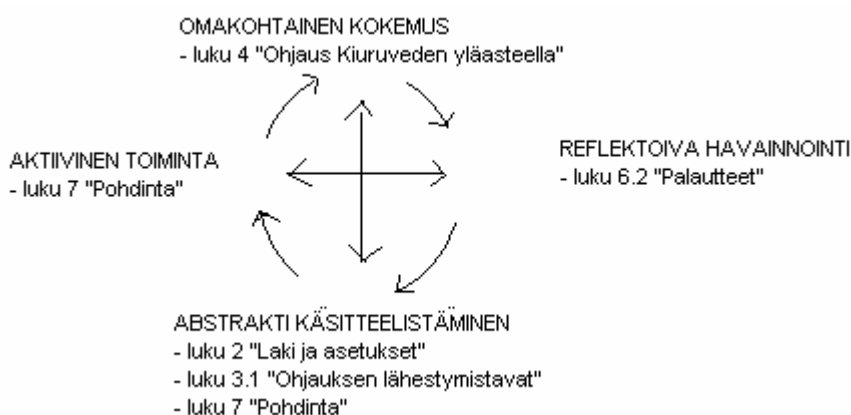 OMAKOHTAINEN KOKEMUS
- luku 4 "Ohjaus Kiuruveden yläasteella"
AKTIIVINEN TOIMINTA
- luku 7 "Pohdinta"
REFLEKTOIVA HAVAINNOINTI
- luku 6.2 "Palautteet"
ABSTRAKTI KÄSITTEELISTÄMINEN
- luku 2 "Laki ja asetukset"
- luku 3.1 "Ohjauksen lähestymistavat"
- luku 7 "Pohdinta"